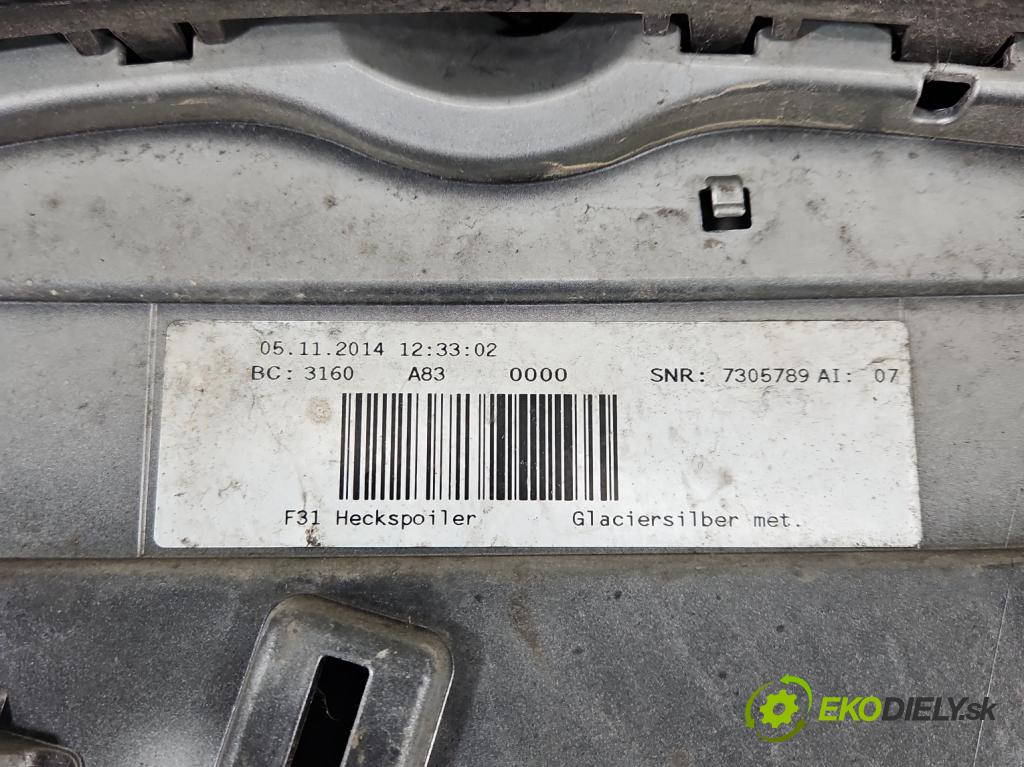 05.11.2014 12:33:02
BC: 3160 A83 0000 SNR: 7305789 AI: 07
F31 Heckspoiler Glaciersilber met.
EKODIELY.sk